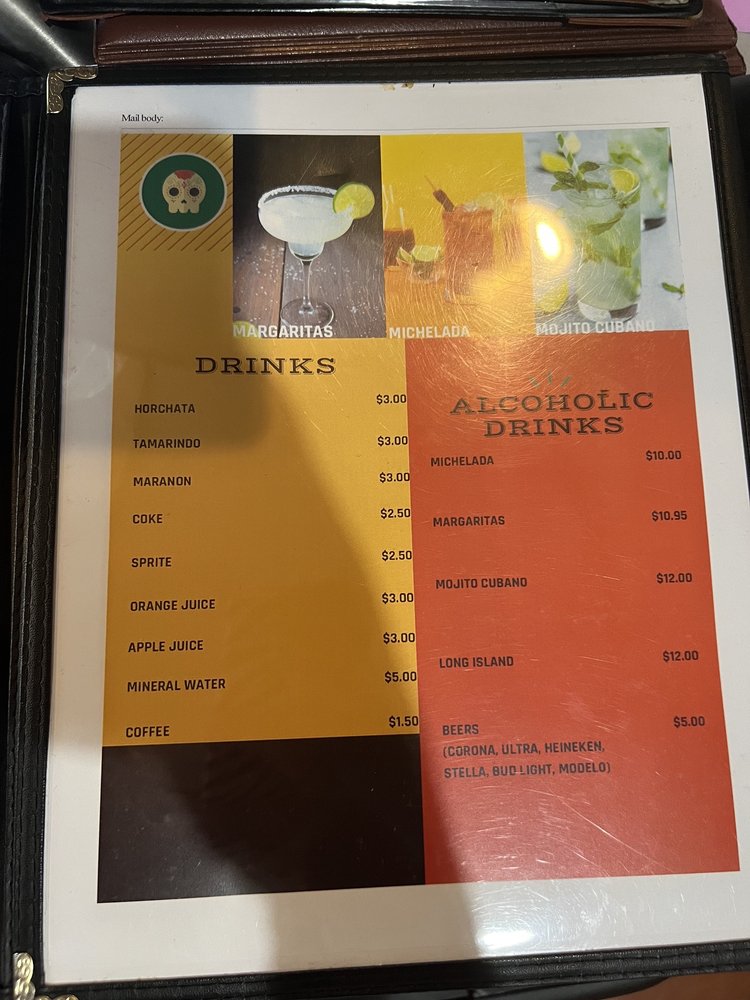 Mail body:
MARGARITAS
MICHELADA
MOJITO CUBANO
DRINKS
HORCHATA $3.00
TAMARINDO $3.00
MARANON $3.00
COKE $2.50
SPRITE $2.50
ORANGE JUICE $3.00
APPLE JUICE $3.00
MINERAL WATER $5.00
COFFEE $1.50
ALCOHOLIC
DRINKS
MICHELADA $10.00
MARGARITAS $10.95
MOJITO CUBANO $12.00
LONG ISLAND $12.00
BEERS $5.00
(CORONA, ULTRA, HEINEKEN,
STELLA, BUD LIGHT, MODELO)